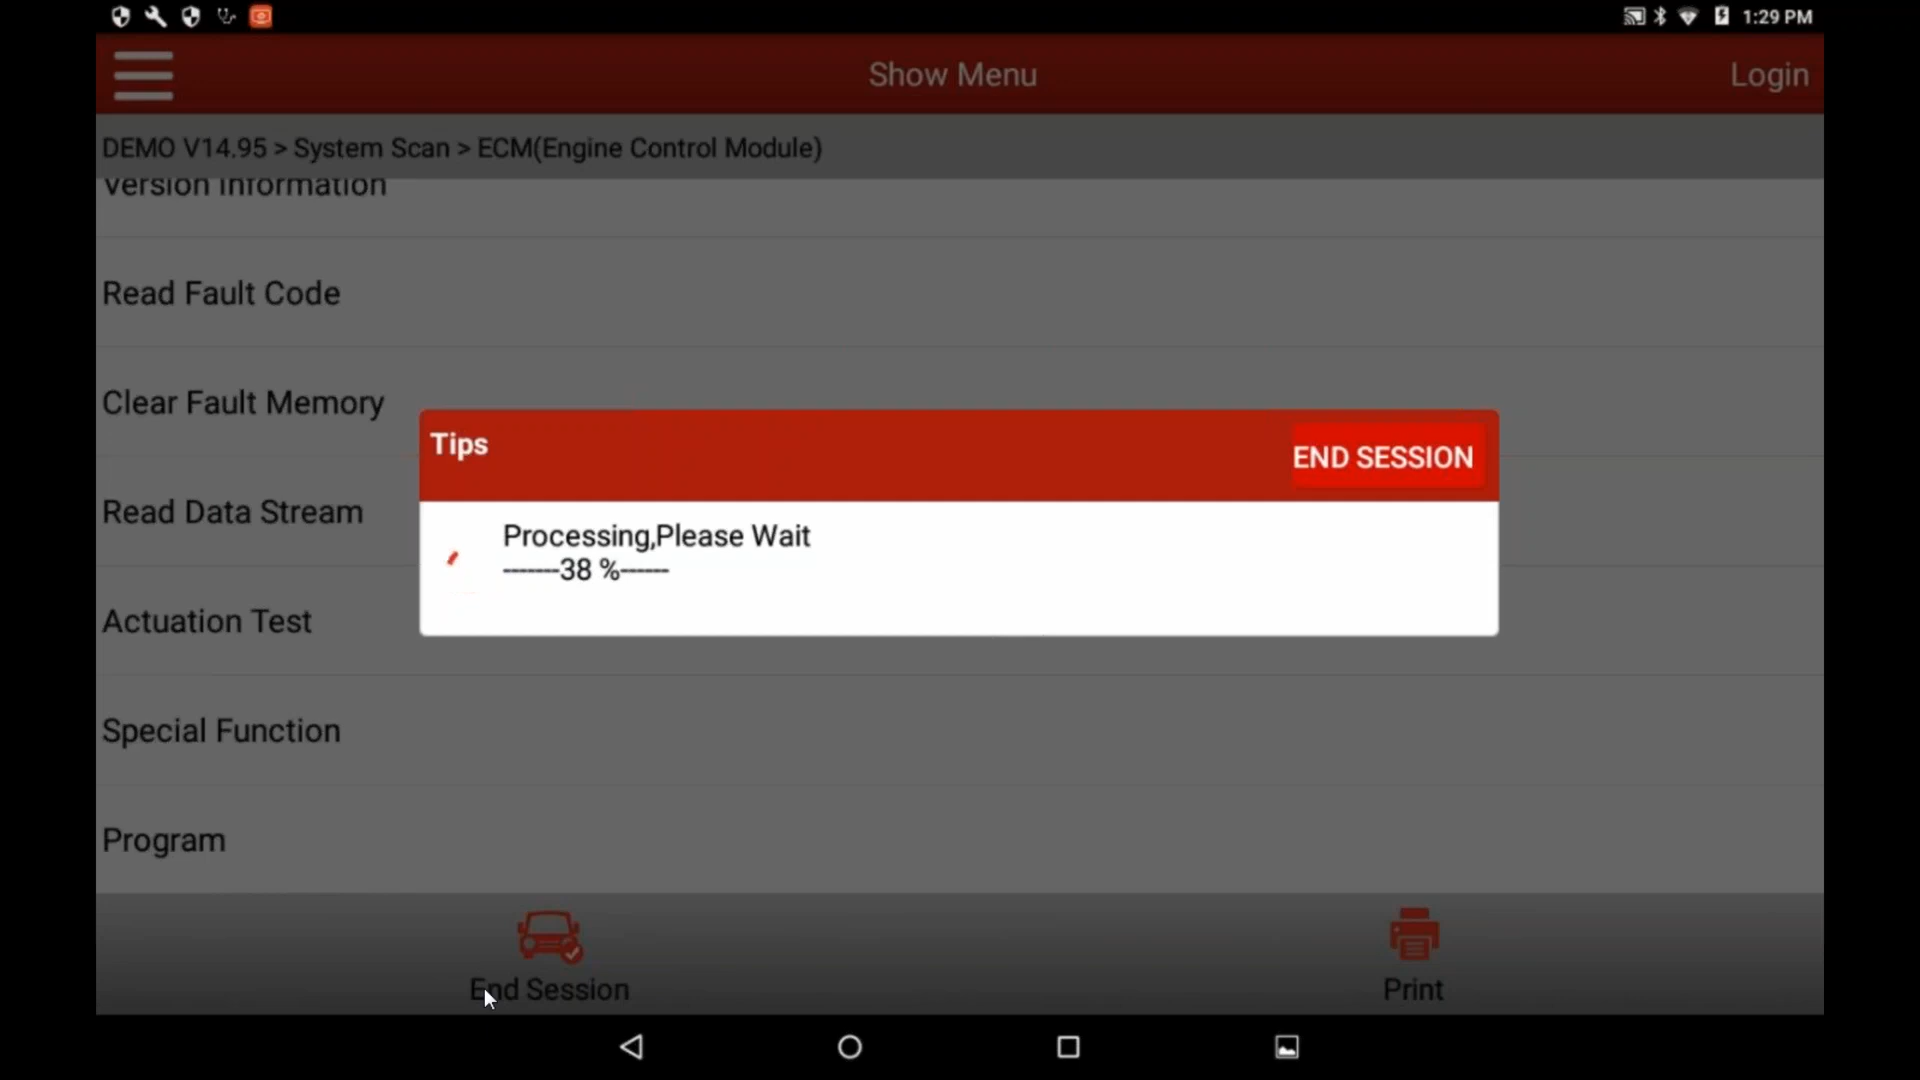 1:29 PM
Show Menu
Login
DEMO V14.95 > System Scan > ECM(Engine Control Module)
Version Information
Read Fault Code
Clear Fault Memory
Tips
END SESSION
Read Data Stream
Processing,Please Wait
-------38 %------
Actuation Test
Special Function
Program
End Session
Print